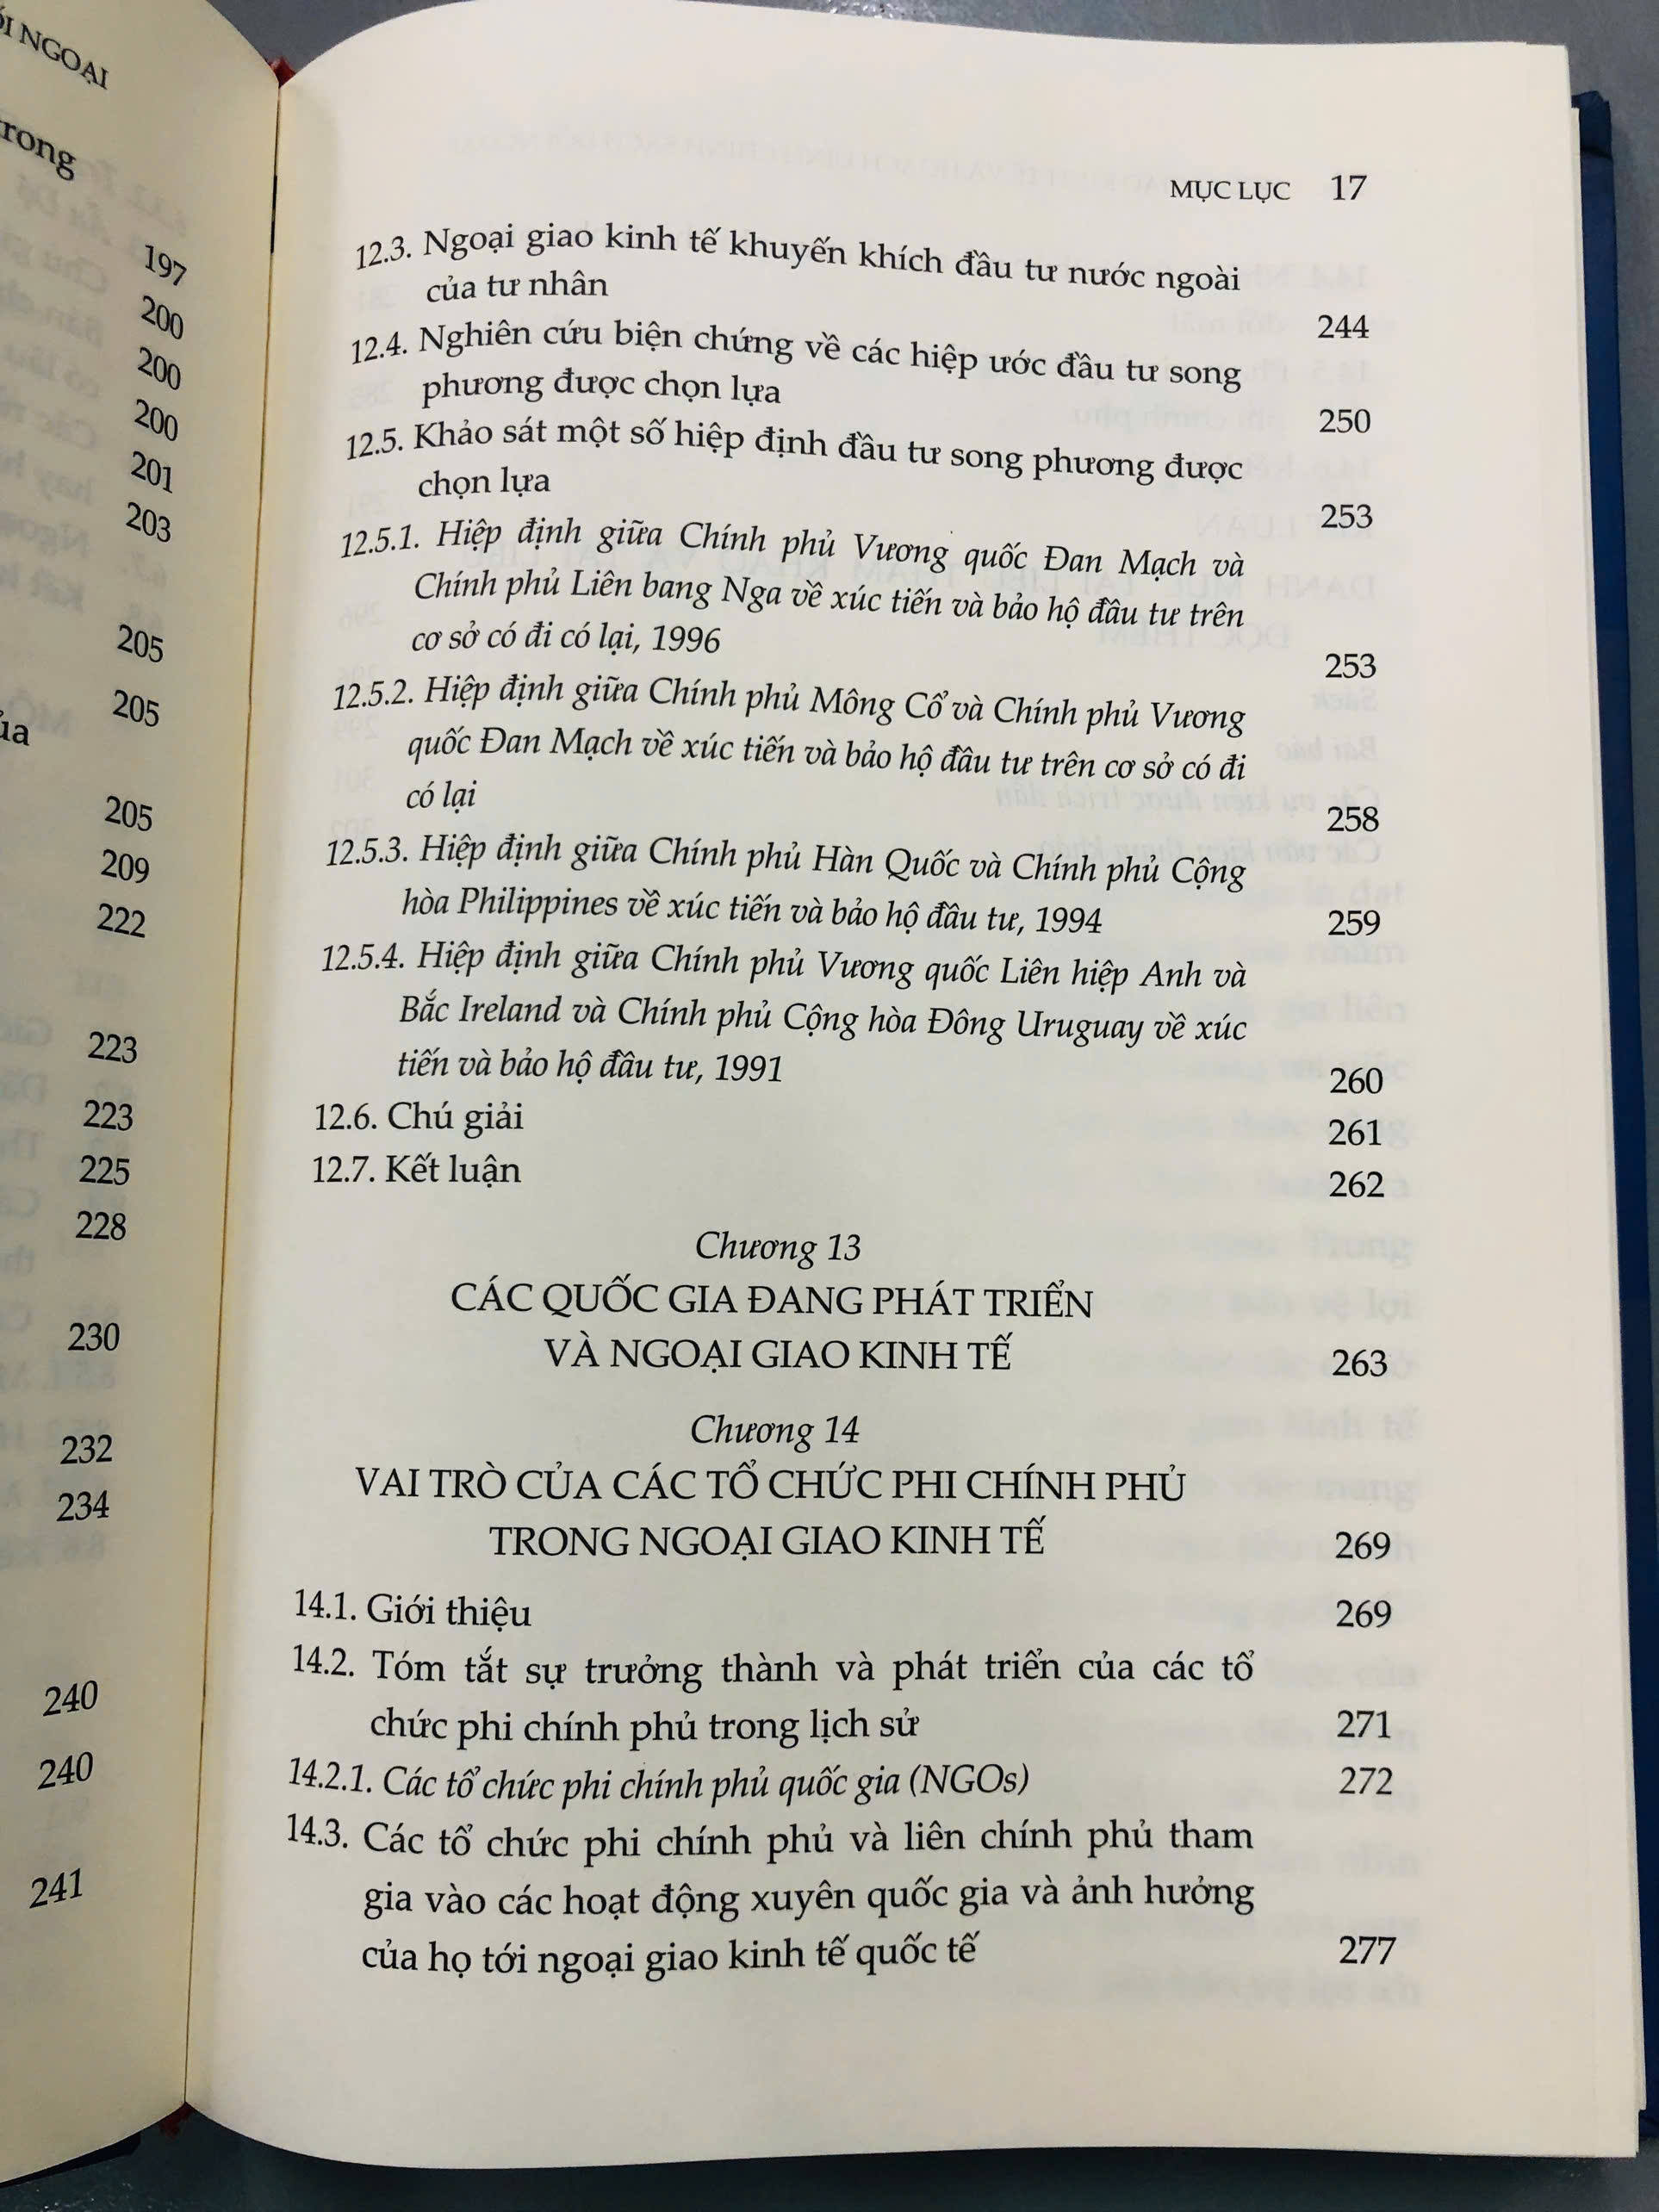 NGOẠI
trong
197
200
200
200
201
203
205
205
của
205
209
222
223
223
225
228
230
232
234
240
240
241
MỤC LỤC 17
12.3. Ngoại giao kinh tế khuyến khích đầu tư nước ngoài
của tư nhân 244
12.4. Nghiên cứu biện chứng về các hiệp ước đầu tư song
phương được chọn lựa 250
12.5. Khảo sát một số hiệp định đầu tư song phương được
chọn lựa 253
12.5.1. Hiệp định giữa Chính phủ Vương quốc Đan Mạch và
Chính phủ Liên bang Nga về xúc tiến và bảo hộ đầu tư trên
cơ sở có đi có lại, 1996 253
12.5.2. Hiệp định giữa Chính phủ Mông Cổ và Chính phủ Vương
quốc Đan Mạch về xúc tiến và bảo hộ đầu tư trên cơ sở có đi
có lại 258
12.5.3. Hiệp định giữa Chính phủ Hàn Quốc và Chính phủ Cộng
hòa Philippines về xúc tiến và bảo hộ đầu tư, 1994 259
12.5.4. Hiệp định giữa Chính phủ Vương quốc Liên hiệp Anh và
Bắc Ireland và Chính phủ Cộng hòa Đông Uruguay về xúc
tiến và bảo hộ đầu tư, 1991 260
12.6. Chú giải 261
12.7. Kết luận 262
Chương 13
CÁC QUỐC GIA ĐANG PHÁT TRIỂN
VÀ NGOẠI GIAO KINH TẾ 263
Chương 14
VAI TRÒ CỦA CÁC TỔ CHỨC PHI CHÍNH PHỦ
TRONG NGOẠI GIAO KINH TẾ 269
14.1. Giới thiệu 269
14.2. Tóm tắt sự trưởng thành và phát triển của các tổ
chức phi chính phủ trong lịch sử 271
14.2.1. Các tổ chức phi chính phủ quốc gia (NGOs) 272
14.3. Các tổ chức phi chính phủ và liên chính phủ tham
gia vào các hoạt động xuyên quốc gia và ảnh hưởng
của họ tới ngoại giao kinh tế quốc tế 277